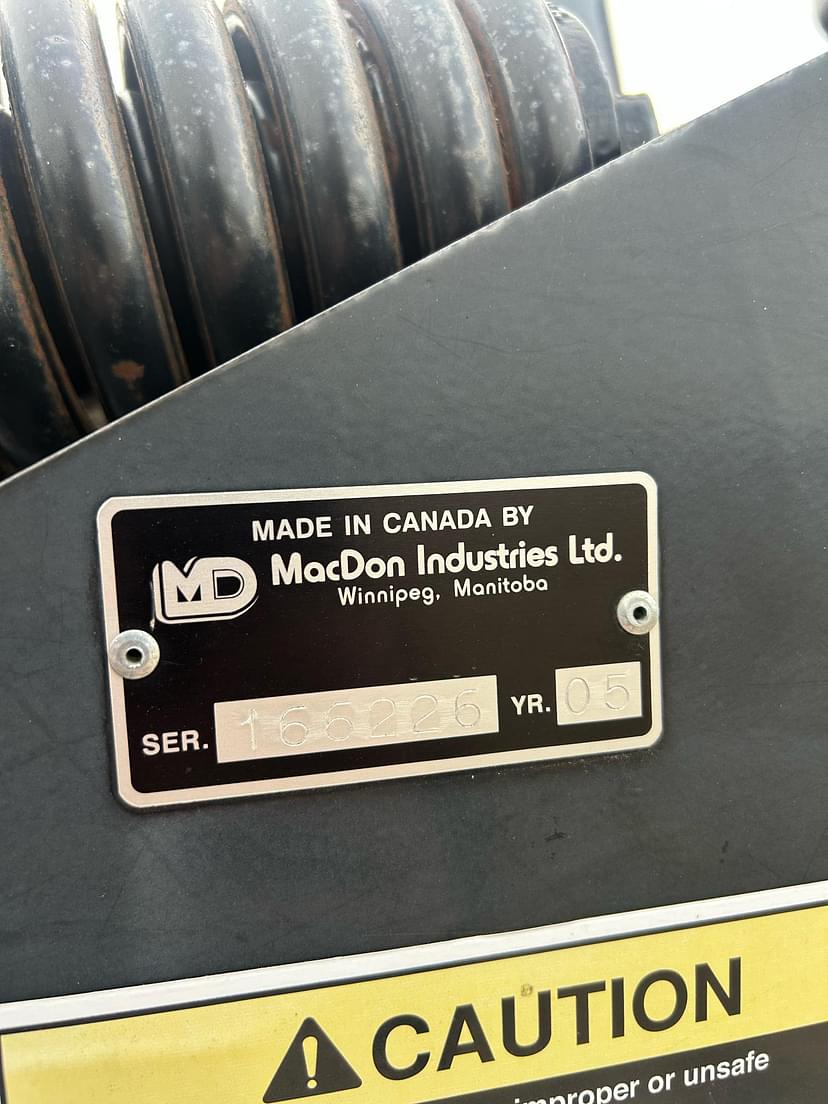 MADE IN CANADA BY
MD MacDon Industries Ltd.
Winnipeg, Manitoba
SER. 166226 YR. 05
CAUTION
improper or unsafe